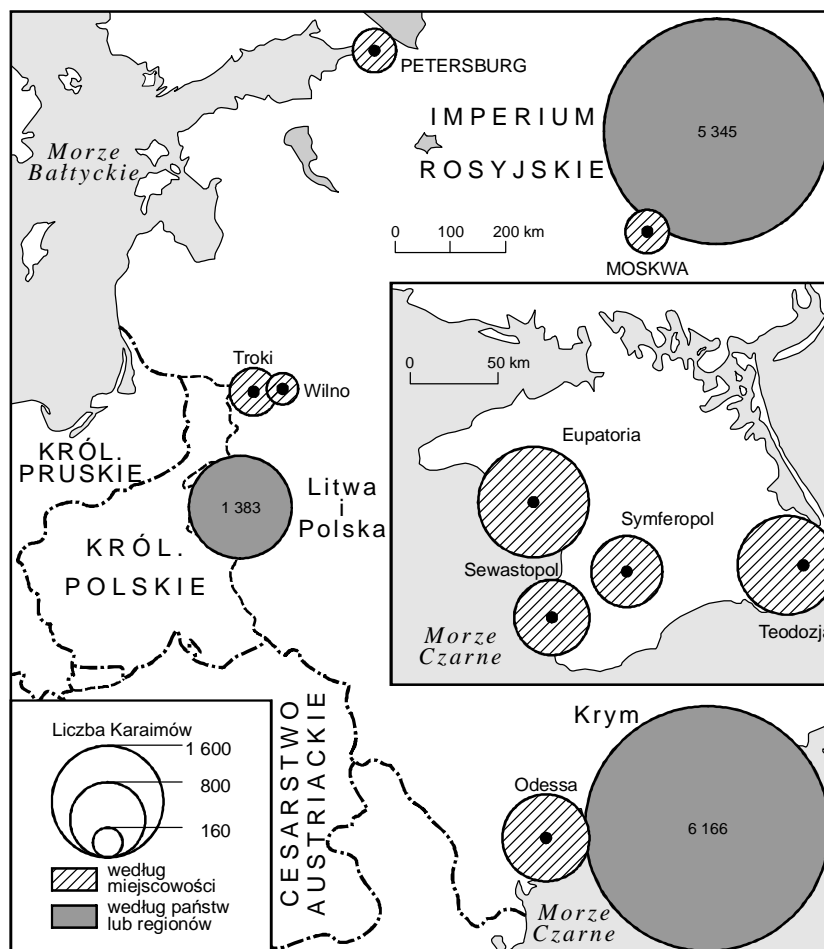 PETERSBURG
IMPERIUM
ROSYJSKIE
5 345
Morze
Bałtyckie
0 100 200 km
MOSKWA
Troki
Wilno
KRÓL.
PRUSKIE
1 383
Litwa
i
Polska
KRÓL.
POLSKIE
0 50 km
Eupatoria
Symferopol
Sewastopol
Teodozja
Morze
Czarne
CESARSTWO
AUSTRIACKIE
Krym
Odessa
6 166
Morze
Czarne
Liczba Karaimów
1 600
800
160
według
miejscowości
według państw
lub regionów